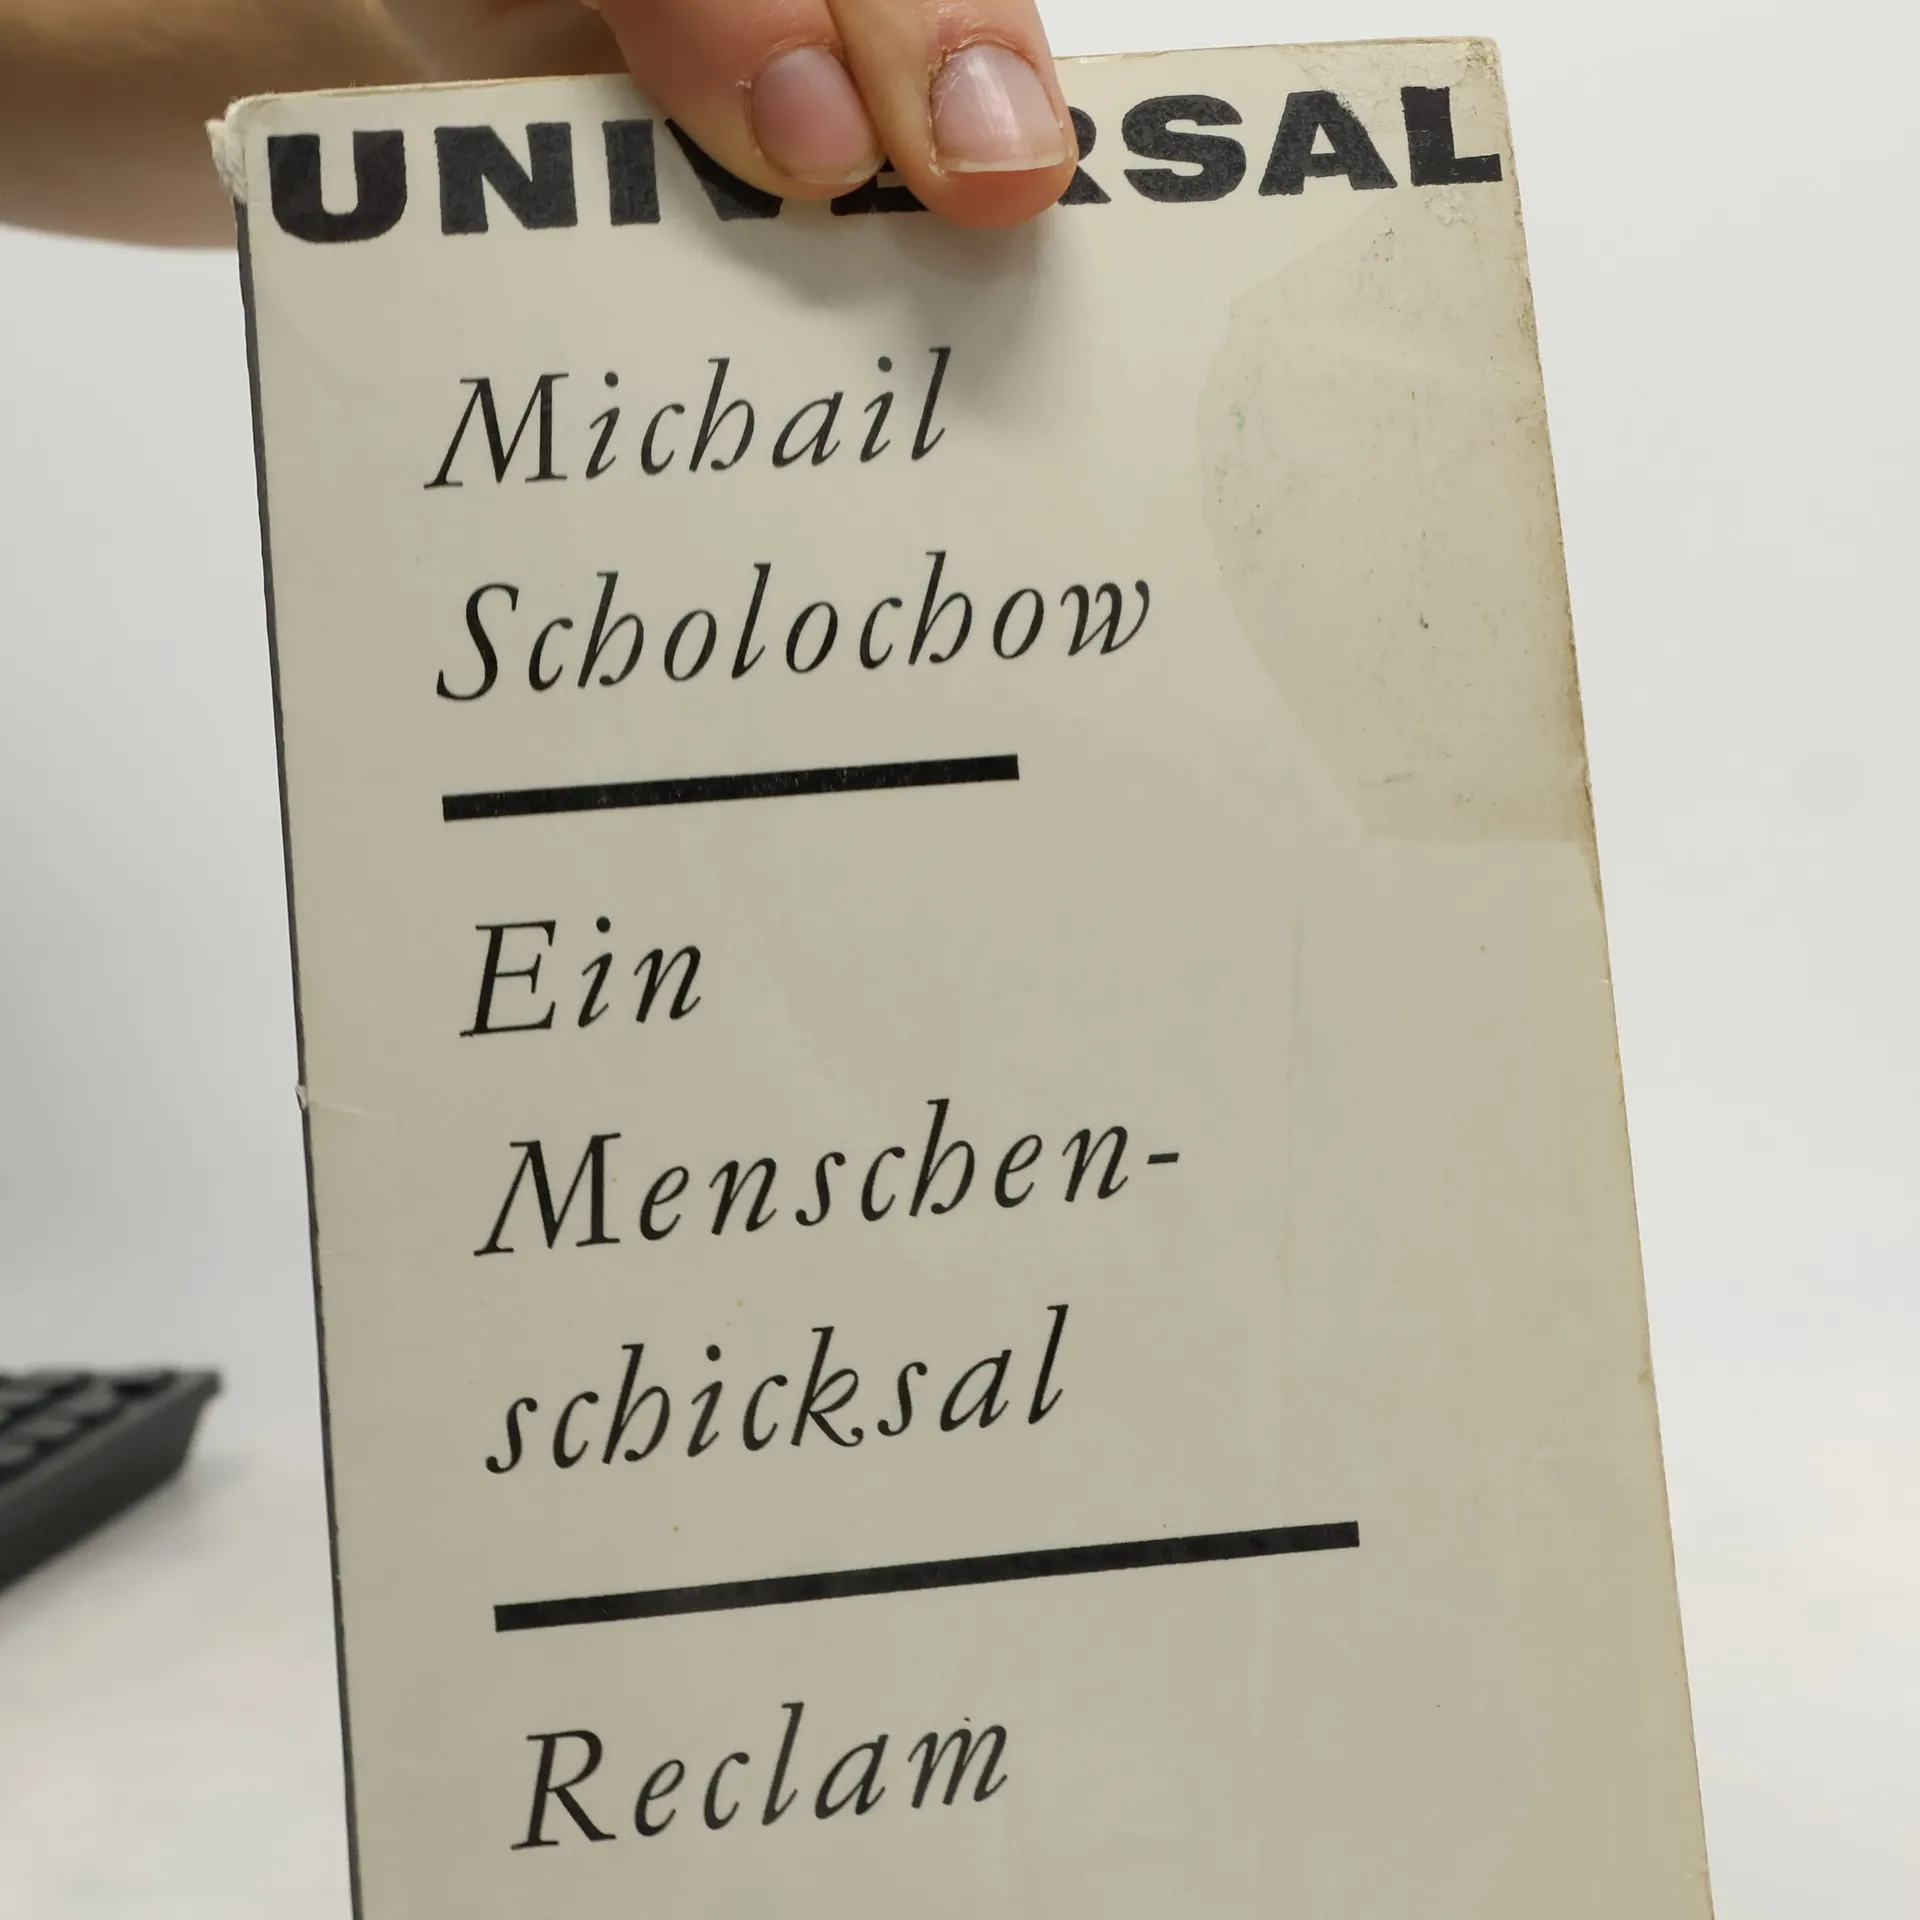 UNIVERSAL
Michail
Scholochow
Ein
Menschen-
schicksal
Reclam